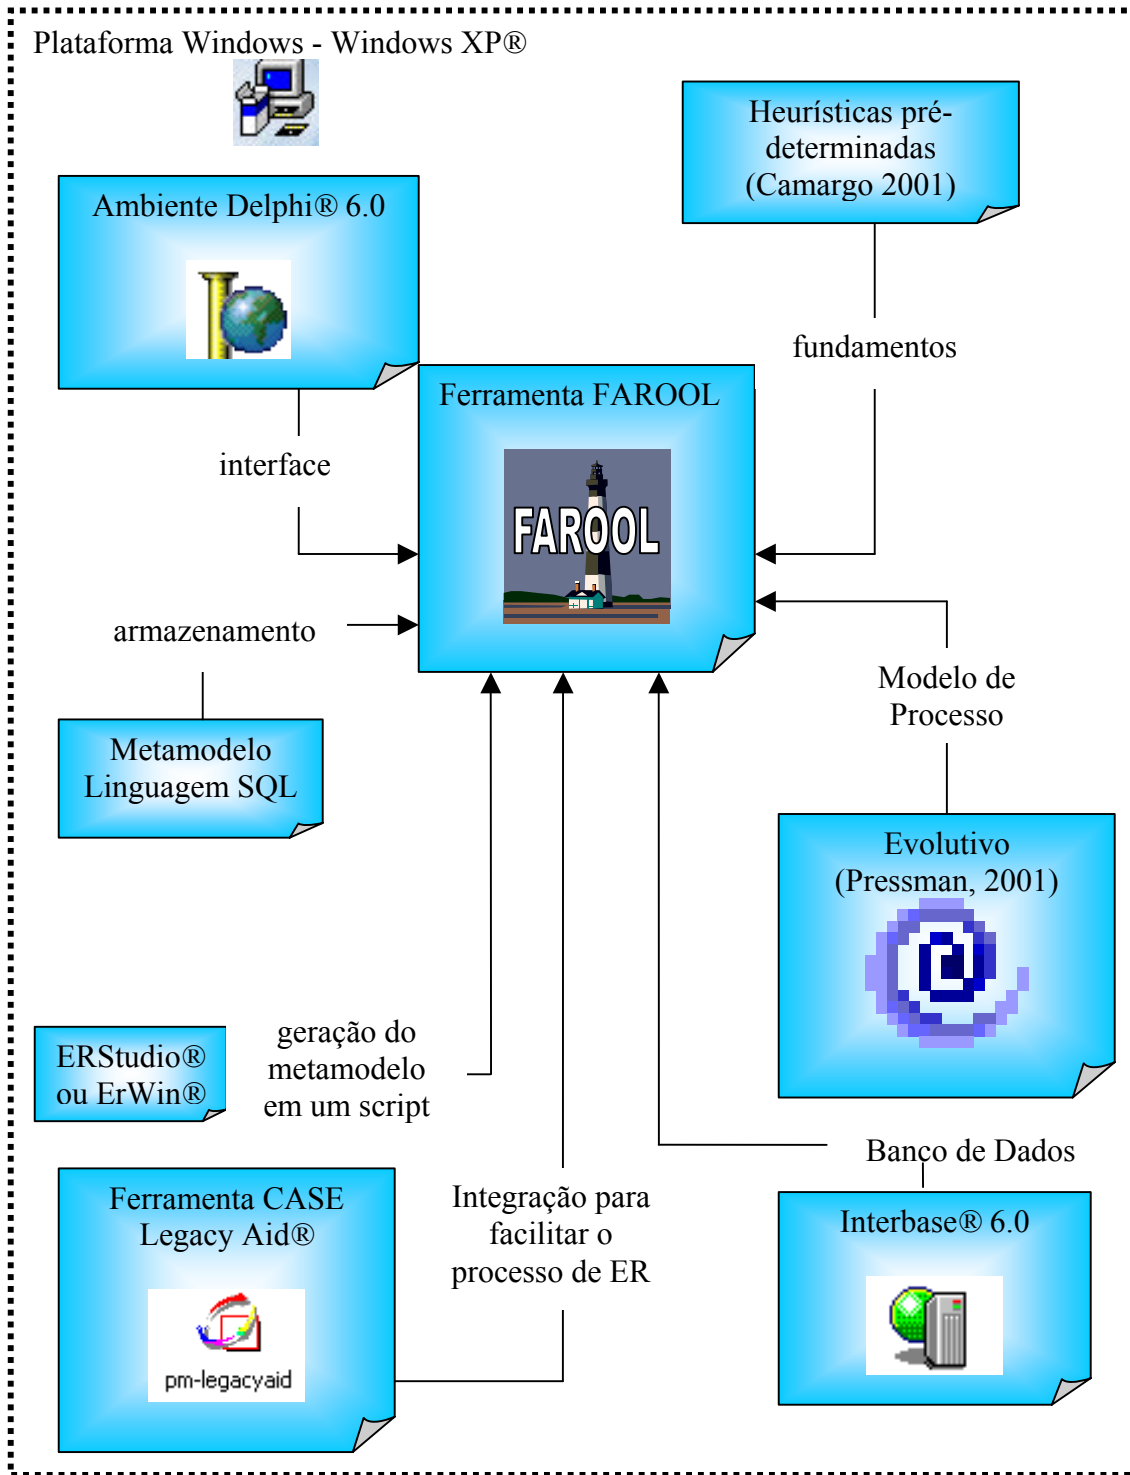 Plataforma Windows - Windows XP®
Heurísticas pré-
determinadas
(Camargo 2001)
Ambiente Delphi® 6.0
fundamentos
Ferramenta FAROOL
interface
FAROOL
armazenamento
Modelo de
Processo
Metamodelo
Linguagem SQL
Evolutivo
(Pressman, 2001)
ERStudio®
ou ErWin®
geração do
metamodelo
em um script
Banco de Dados
Ferramenta CASE
Legacy Aid®
Integração para
facilitar o
processo de ER
Interbase® 6.0
pm-legacyaid